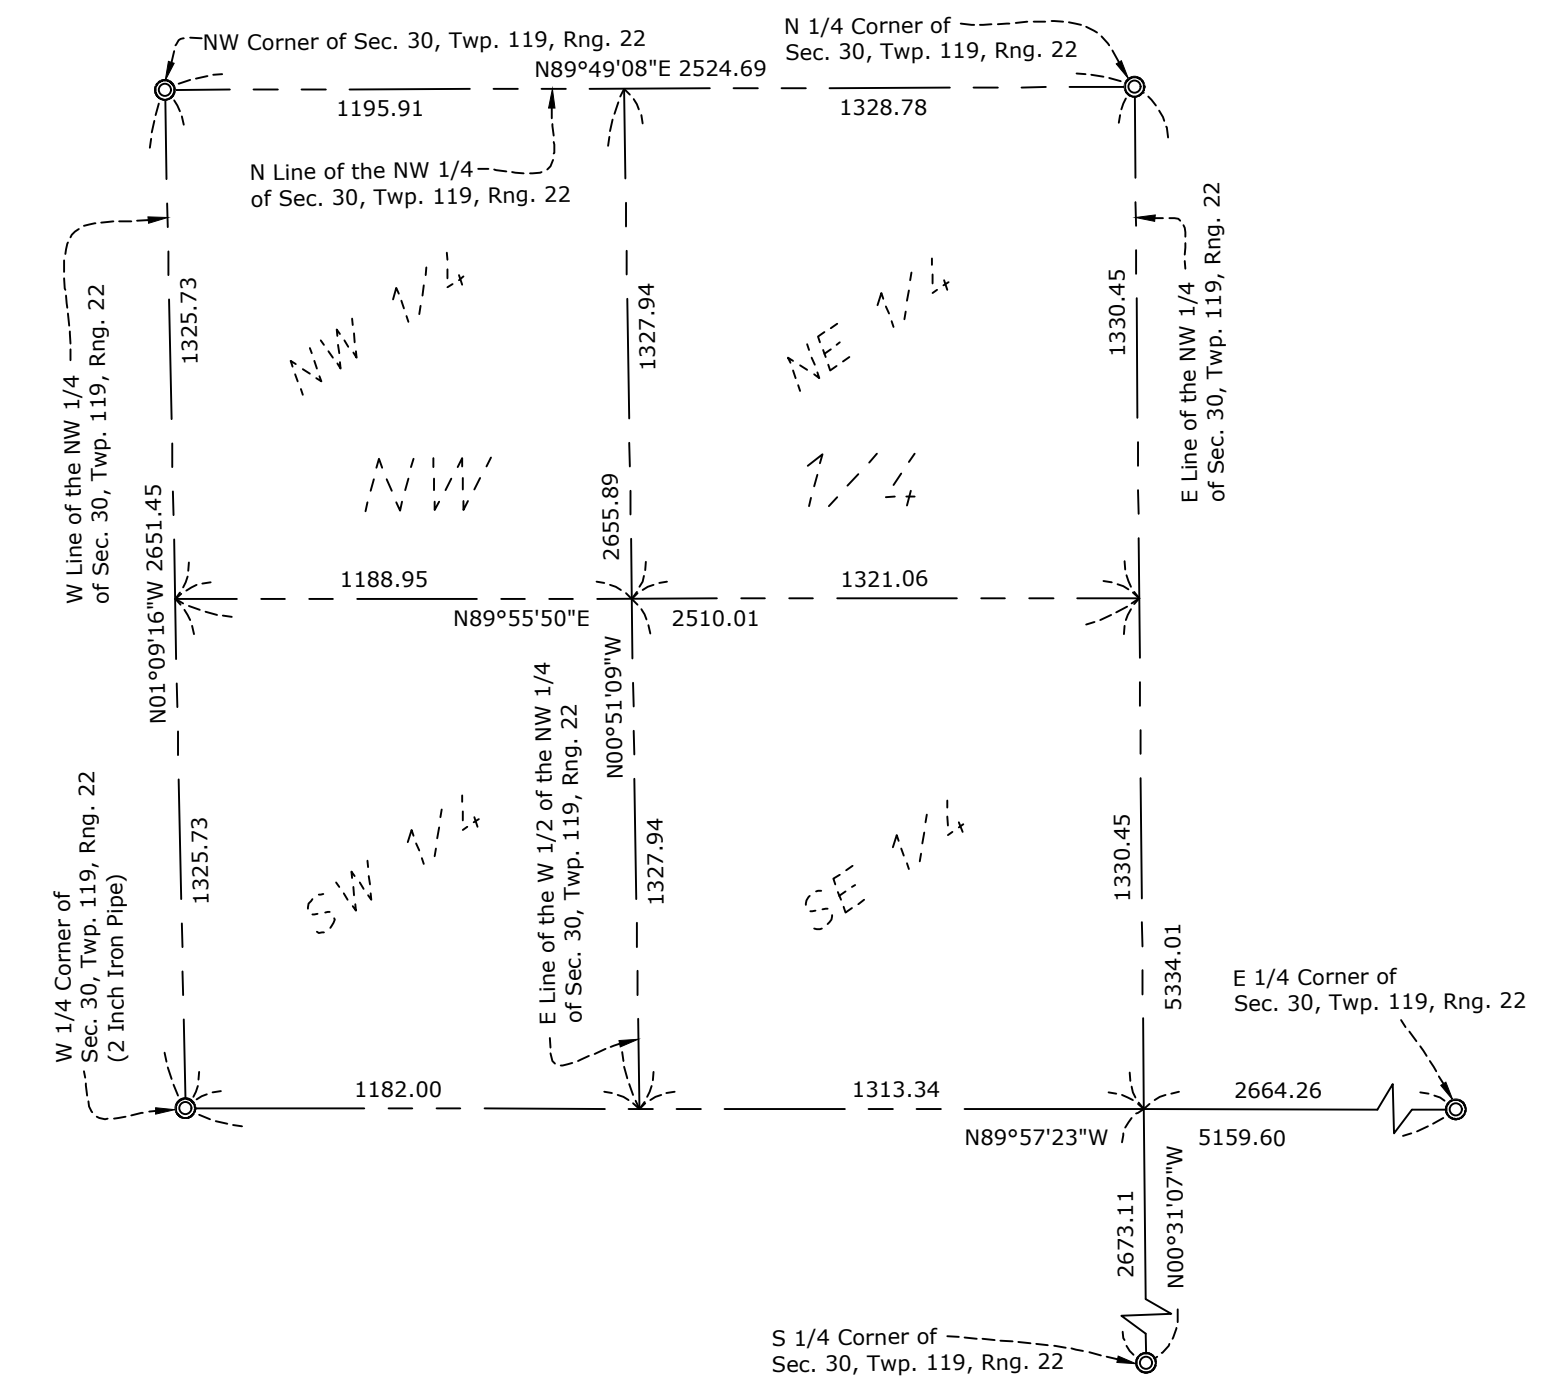 NW Corner of Sec. 30, Twp. 119, Rng. 22
N 1/4 Corner of
Sec. 30, Twp. 119, Rng. 22
N89°49'08"E 2524.69
1195.91
1328.78
N Line of the NW 1/4
of Sec. 30, Twp. 119, Rng. 22
W Line of the NW 1/4
of Sec. 30, Twp. 119, Rng. 22
1325.73
NW 1/4
1327.94
NE 1/4
1330.45
E Line of the NW 1/4
of Sec. 30, Twp. 119, Rng. 22
NW 1/4
N01°09'16"W 2651.45
2655.89
1188.95
1321.06
N89°55'50"E
2510.01
N00°51'09"W
E Line of the W 1/2 of the NW 1/4
of Sec. 30, Twp. 119, Rng. 22
W 1/4 Corner of
Sec. 30, Twp. 119, Rng. 22
(2 Inch Iron Pipe)
1325.73
SW 1/4
1327.94
SE 1/4
1330.45
5334.01
E 1/4 Corner of
Sec. 30, Twp. 119, Rng. 22
1182.00
1313.34
2664.26
N89°57'23"W
5159.60
2673.11
N00°31'07"W
S 1/4 Corner of
Sec. 30, Twp. 119, Rng. 22